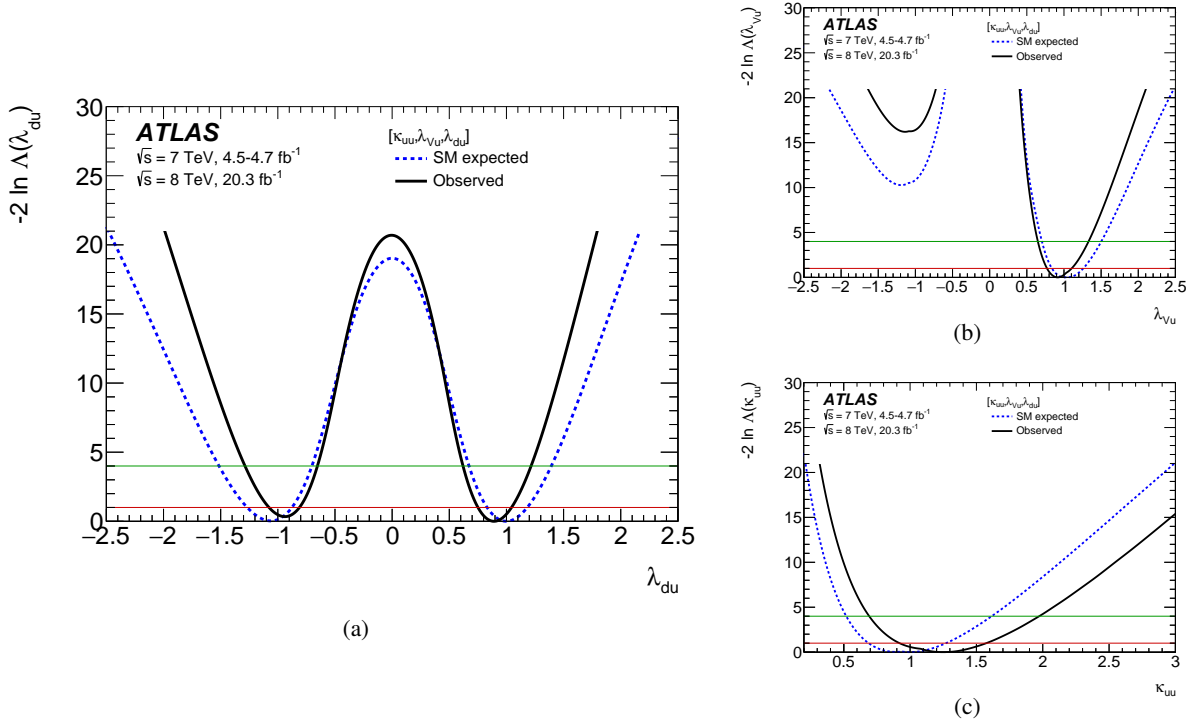 -2 ln Λ(λdu)
ATLAS
√s = 7 TeV, 4.5-4.7 fb-1
√s = 8 TeV, 20.3 fb-1
[κuu,λVu,λdu]
SM expected
Observed
30
25
20
15
10
5
0
−2.5 −2 −1.5 −1 −0.5 0 0.5 1 1.5 2 2.5
λdu
(a)
-2 ln Λ(λVu)
ATLAS
√s = 7 TeV, 4.5-4.7 fb-1
√s = 8 TeV, 20.3 fb-1
[κuu,λVu,λdu]
SM expected
Observed
30
25
20
15
10
5
0
−2.5 −2 −1.5 −1 −0.5 0 0.5 1 1.5 2 2.5
λVu
(b)
-2 ln Λ(κuu)
ATLAS
√s = 7 TeV, 4.5-4.7 fb-1
√s = 8 TeV, 20.3 fb-1
[κuu,λVu,λdu]
SM expected
Observed
30
25
20
15
10
5
0
0.5 1 1.5 2 2.5 3
κuu
(c)